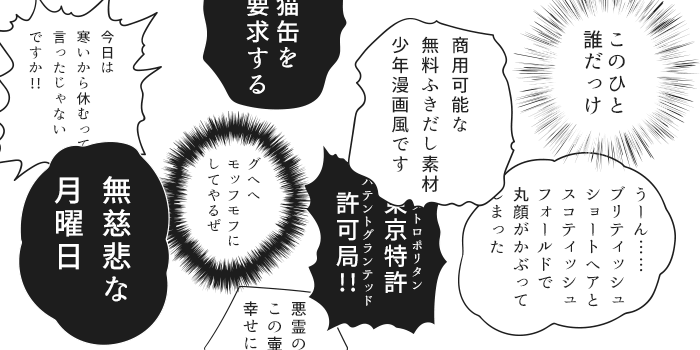 このひと
誰だっけ
商用可能な
無料ふきだし素材
少年漫画風です
猫缶を
要求する
今日は
寒いから休むって
言ったじゃない
ですか!!
うーん……
ブリティッシュ
ショートヘアと
スコティッシュ
フォールドで
丸顔がかぶって
しまった
トロポリタン
東京特許
パテントグランテッド
許可局!!
グへへ
モッフモフに
してやるぜ
無慈悲な
月曜日
悪霊の
この壷
幸せに